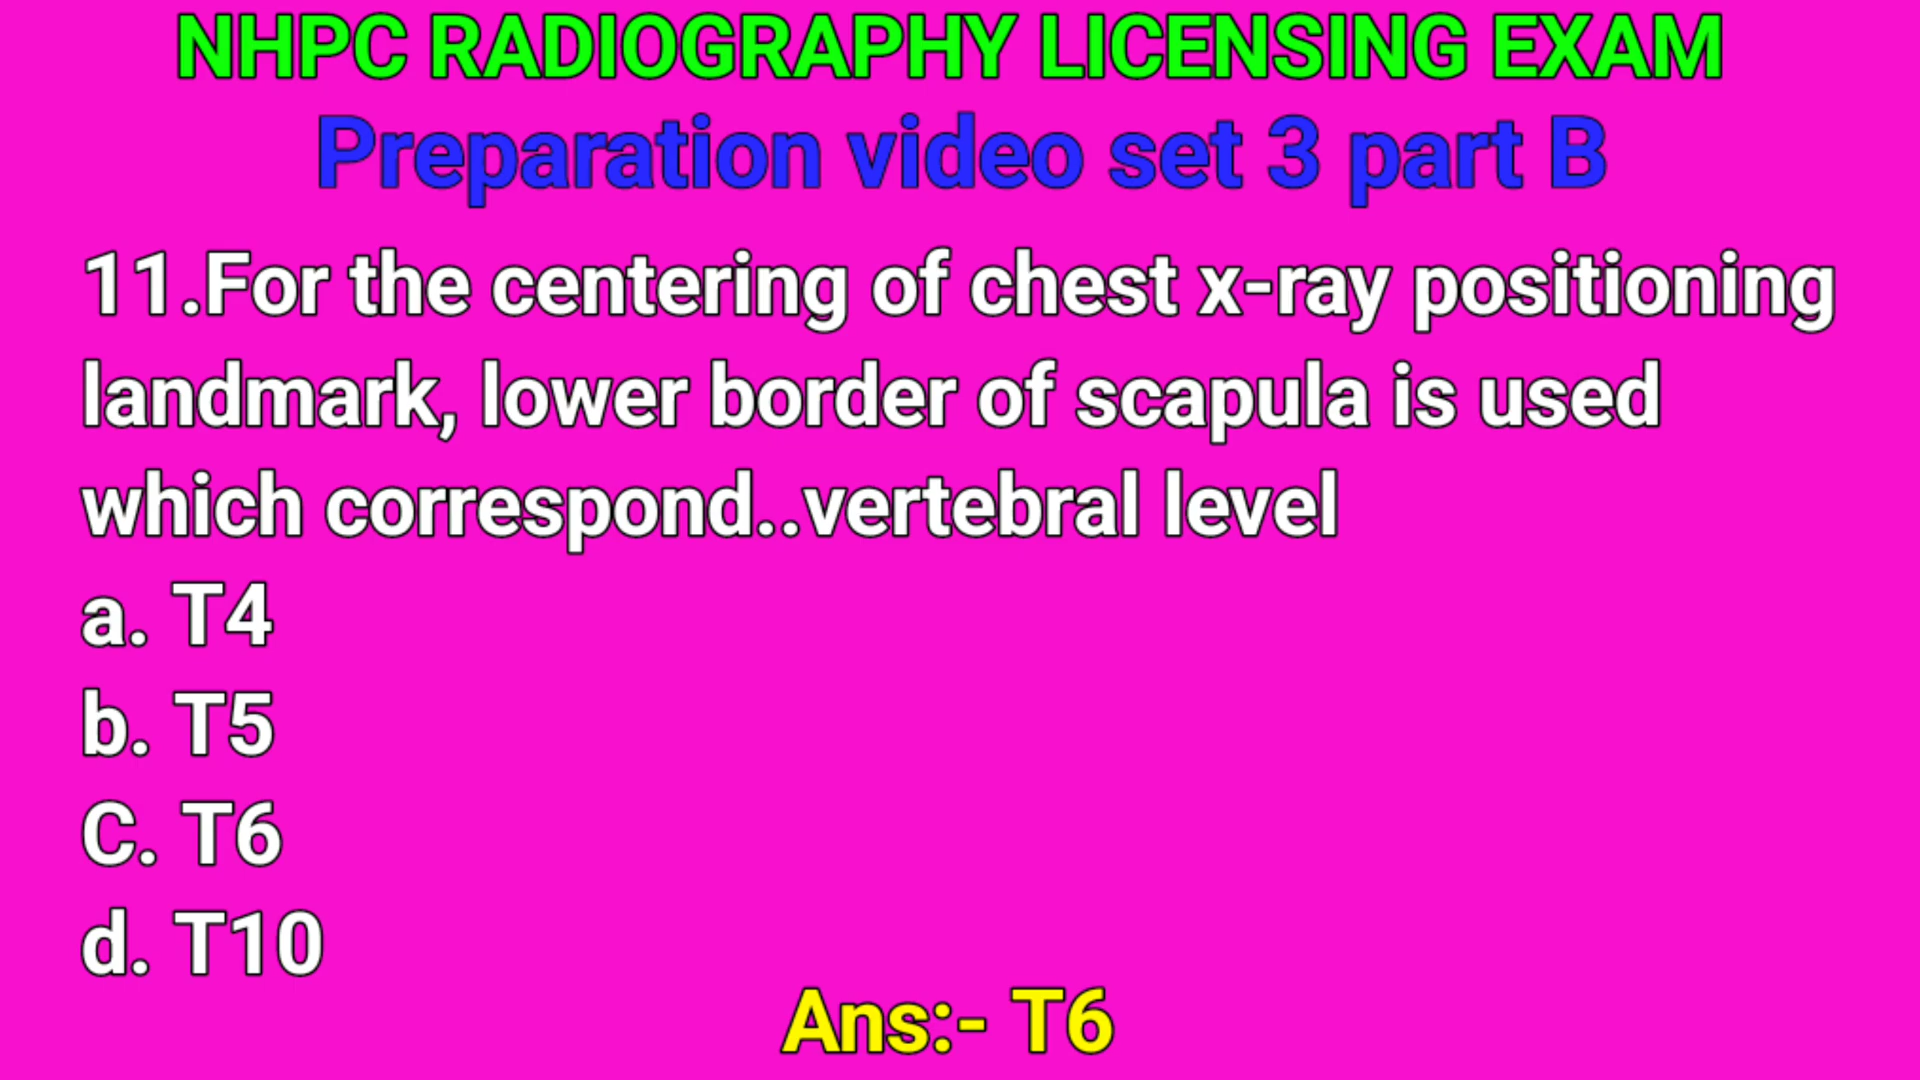 NHPC RADIOGRAPHY LICENSING EXAM
Preparation video set 3 part B
11.For the centering of chest x-ray positioning
landmark, lower border of scapula is used
which correspond..vertebral level
a. T4
b. T5
C. T6
d. T10
Ans:- T6